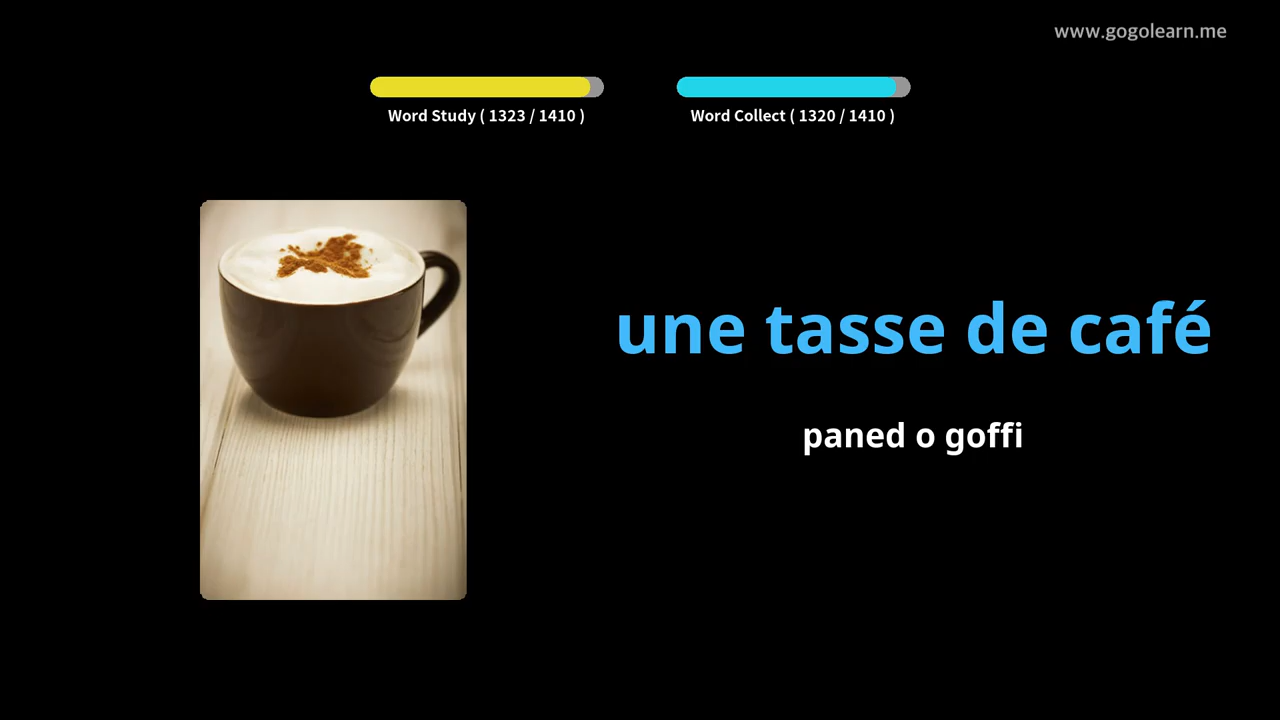 www.gogolearn.me
Word Study ( 1323 / 1410 )
Word Collect ( 1320 / 1410 )
une tasse de café
paned o goffi